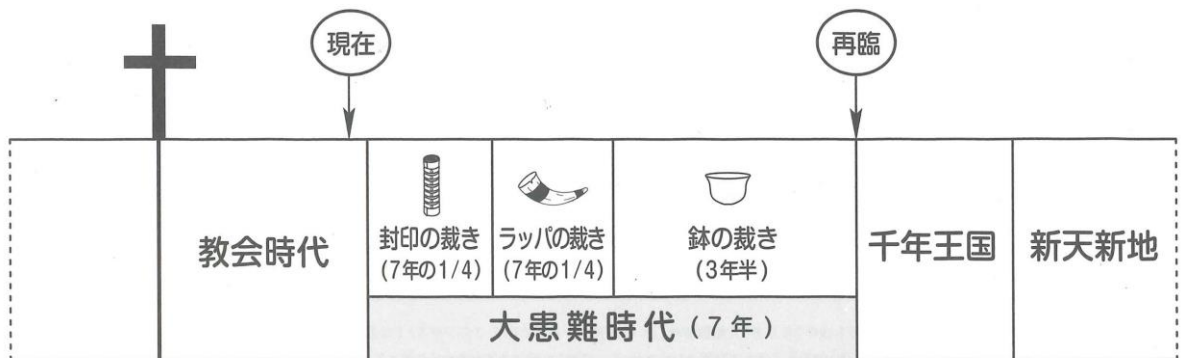 現在
再臨
教会時代
封印の裁き
(7年の1/4)
ラッパの裁き
(7年の1/4)
鉢の裁き
(3年半)
千年王国
新天新地
大患難時代(7年)